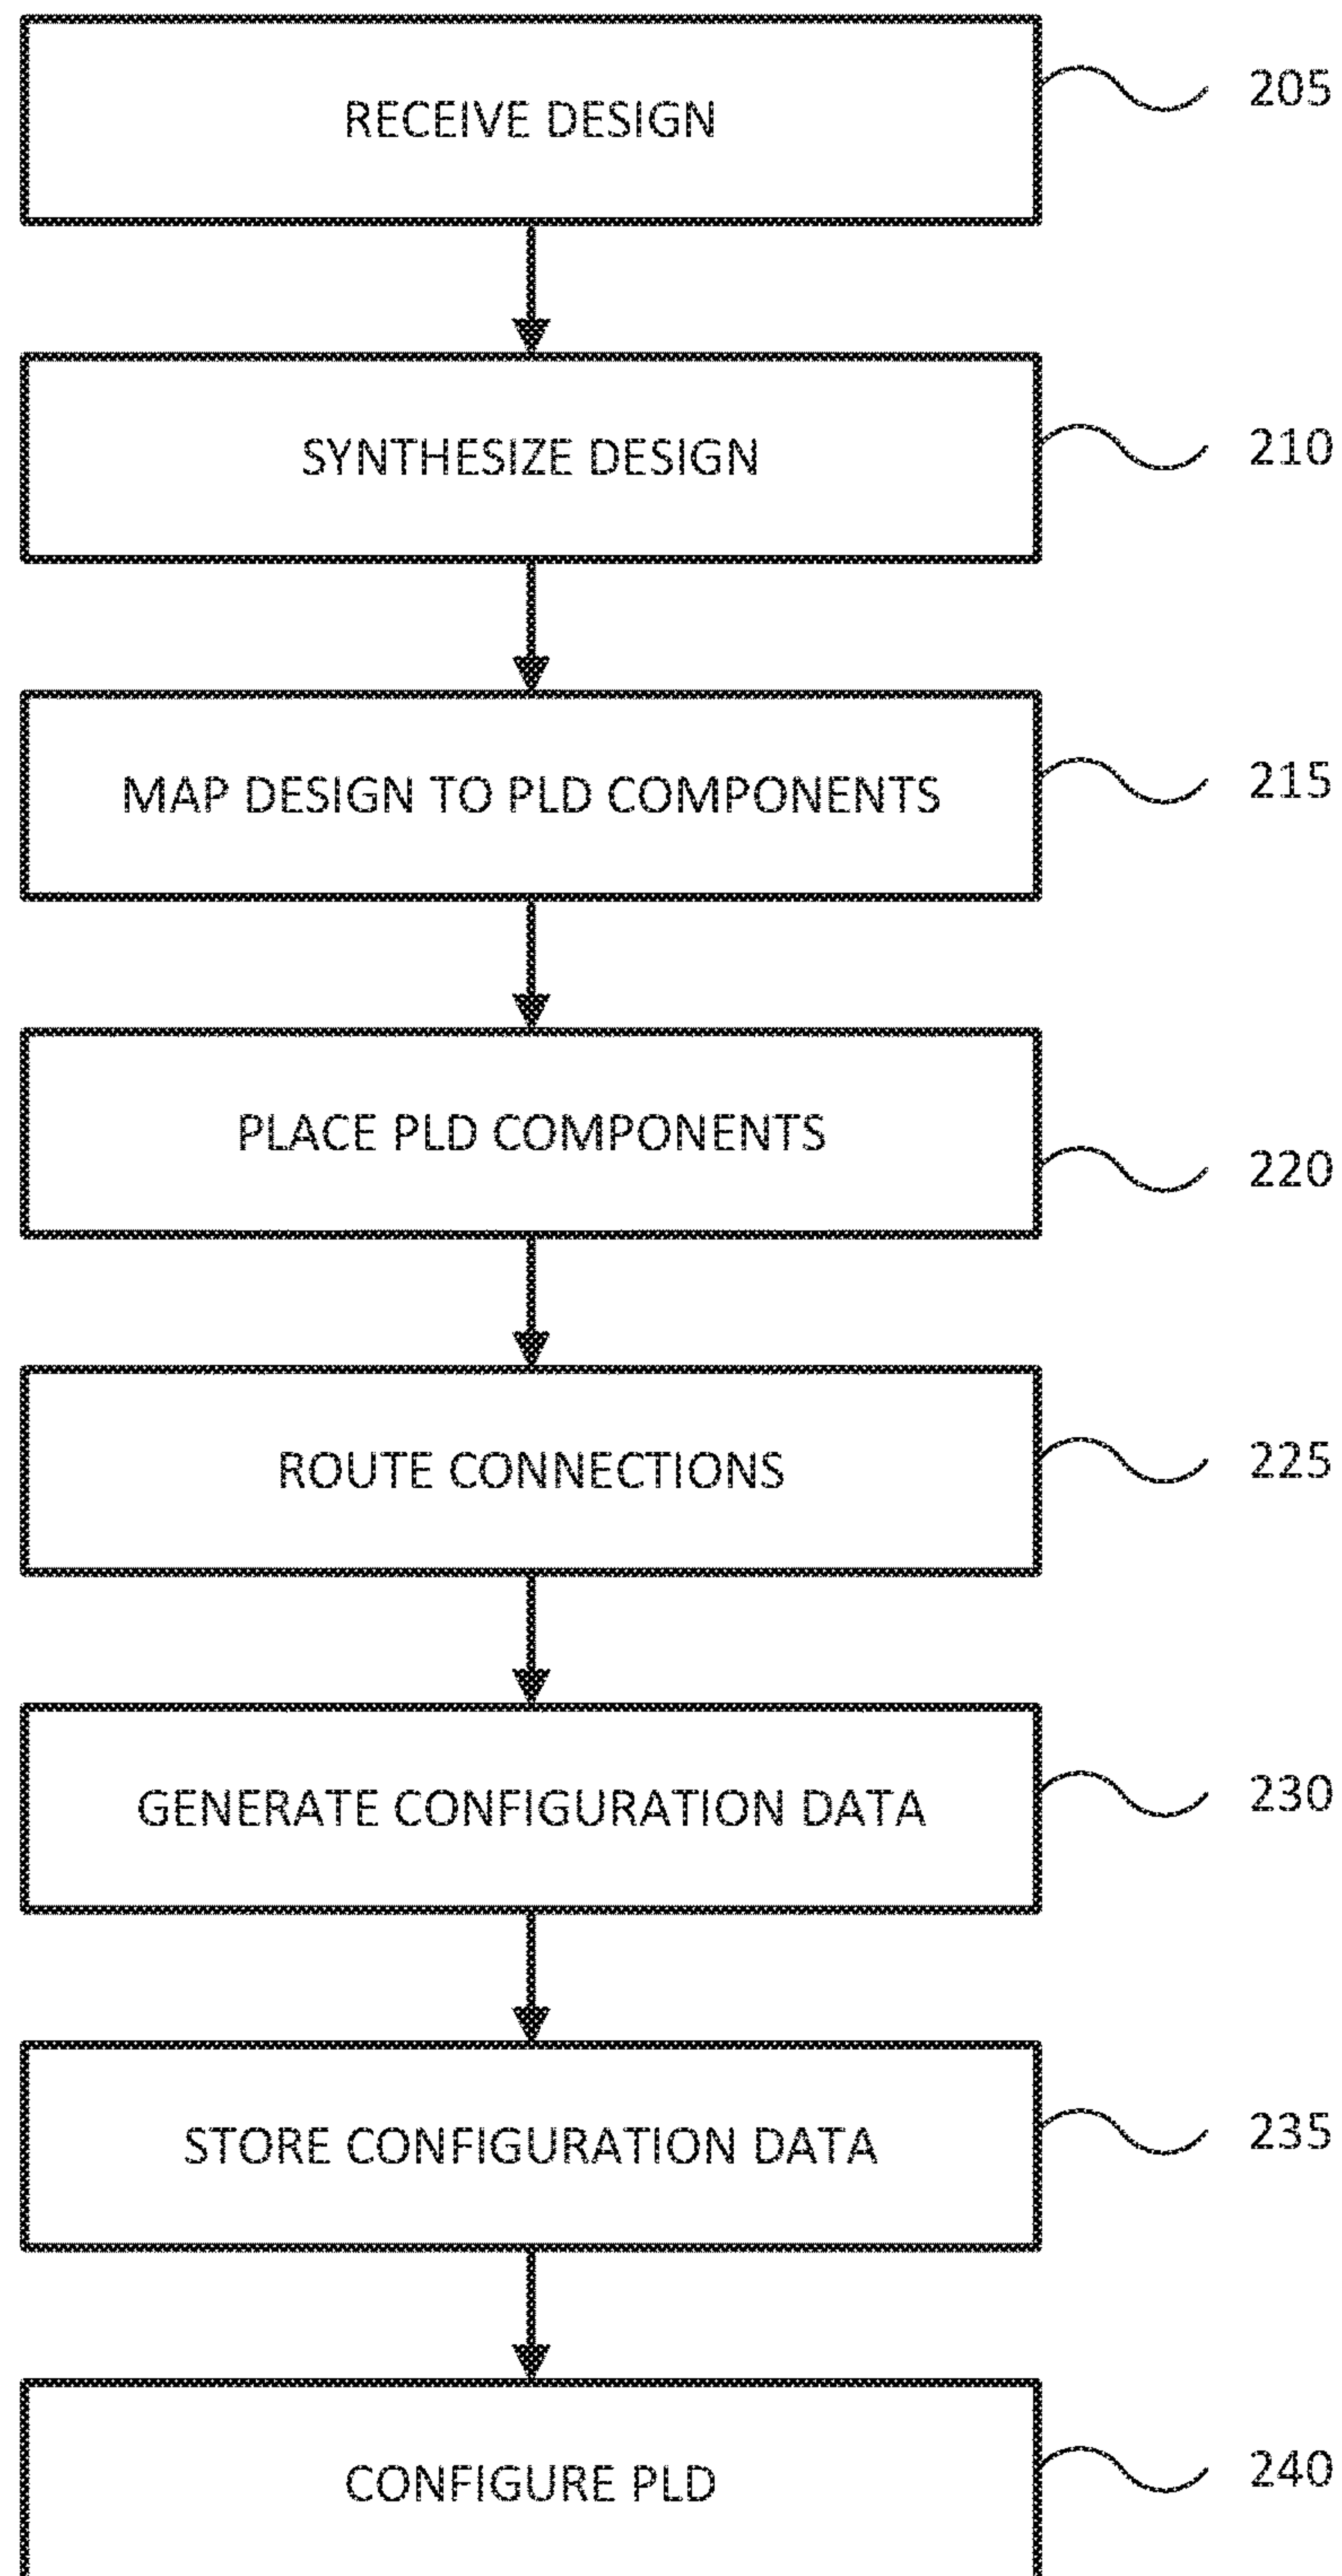 RECEIVE DESIGN
205
SYNTHESIZE DESIGN
210
MAP DESIGN TO PLD COMPONENTS
215
PLACE PLD COMPONENTS
220
ROUTE CONNECTIONS
225
GENERATE CONFIGURATION DATA
230
STORE CONFIGURATION DATA
235
CONFIGURE PLD
240